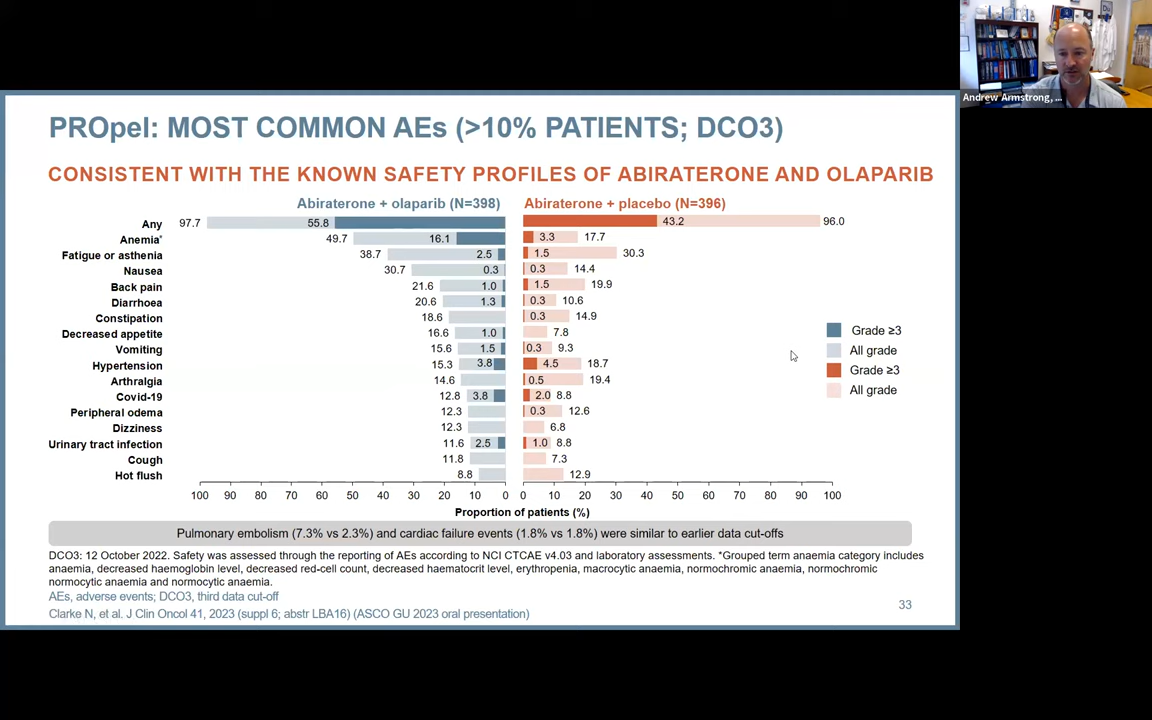 Andrew Armstrong, ...
PROpel: MOST COMMON AEs (>10% PATIENTS; DCO3)
CONSISTENT WITH THE KNOWN SAFETY PROFILES OF ABIRATERONE AND OLAPARIB
Abiraterone + olaparib (N=398) Abiraterone + placebo (N=396)
Any 97.7 55.8 43.2 96.0
Anemia* 49.7 16.1 3.3 17.7
Fatigue or asthenia 38.7 2.5 1.5 30.3
Nausea 30.7 0.3 0.3 14.4
Back pain 21.6 1.0 1.5 19.9
Diarrhoea 20.6 1.3 0.3 10.6
Constipation 18.6 0.3 14.9
Decreased appetite 16.6 1.0 7.8
Vomiting 15.6 1.5 0.3 9.3
Hypertension 15.3 3.8 4.5 18.7
Arthralgia 14.6 0.5 19.4
Covid-19 12.8 3.8 2.0 8.8
Peripheral odema 12.3 0.3 12.6
Dizziness 12.3 6.8
Urinary tract infection 11.6 2.5 1.0 8.8
Cough 11.8 7.3
Hot flush 8.8 12.9
Grade ≥3
All grade
Grade ≥3
All grade
100 90 80 70 60 50 40 30 20 10 0 0 10 20 30 40 50 60 70 80 90 100
Proportion of patients (%)
Pulmonary embolism (7.3% vs 2.3%) and cardiac failure events (1.8% vs 1.8%) were similar to earlier data cut-offs
DCO3: 12 October 2022. Safety was assessed through the reporting of AEs according to NCI CTCAE v4.03 and laboratory assessments. *Grouped term anaemia category includes
anaemia, decreased haemoglobin level, decreased red-cell count, decreased haematocrit level, erythropenia, macrocytic anaemia, normochromic anaemia, normochromic
normocytic anaemia and normocytic anaemia.
AEs, adverse events; DCO3, third data cut-off
Clarke N, et al. J Clin Oncol 41, 2023 (suppl 6; abstr LBA16) (ASCO GU 2023 oral presentation)
33